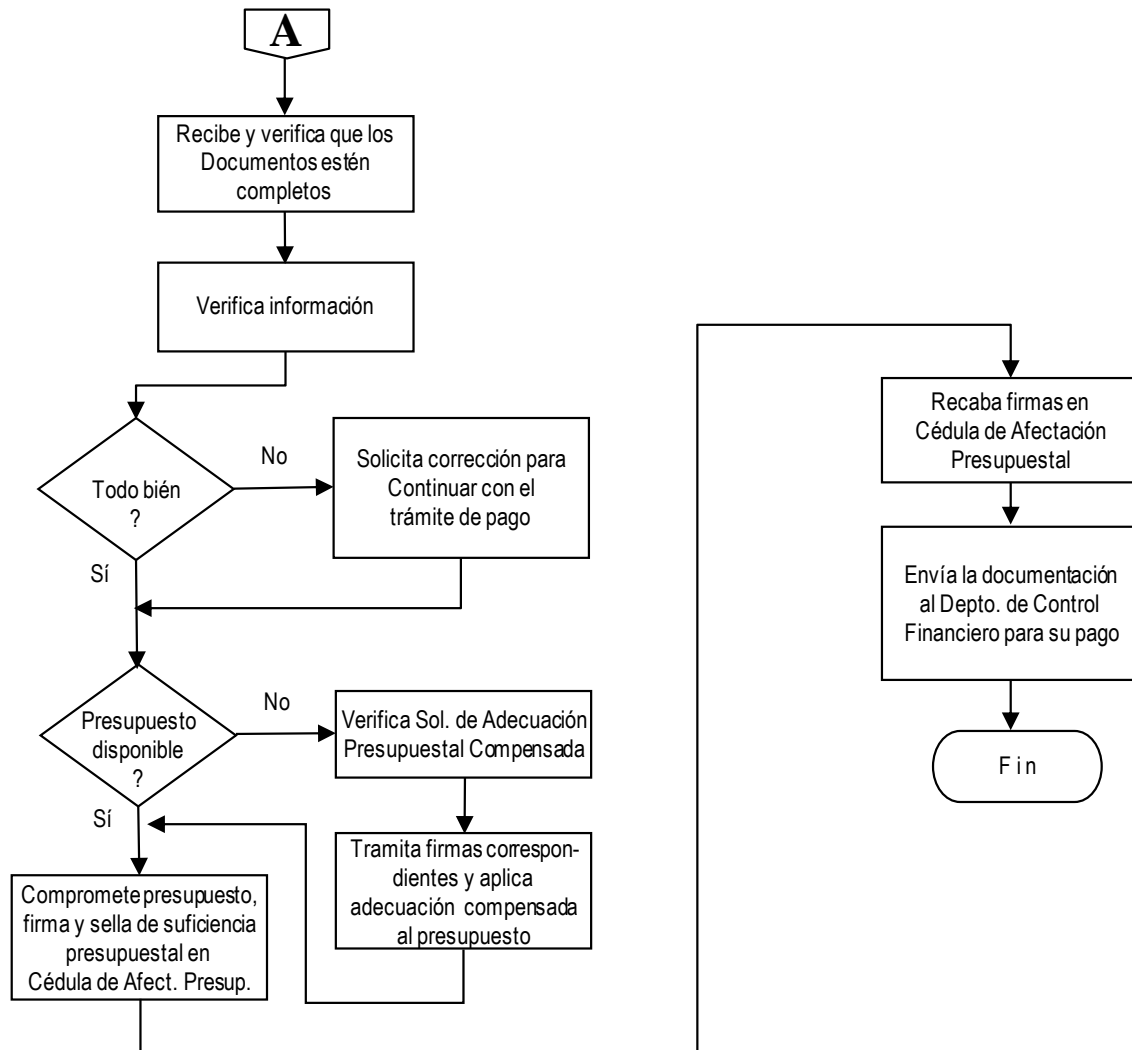 A
Recibe y verifica que los
Documentos estén
completos
Verifica información
Todo bién
?
No
Solicita corrección para
Continuar con el
trámite de pago
Sí
Presupuesto
disponible
?
No
Verifica Sol. de Adecuación
Presupuestal Compensada
Sí
Tramita firmas correspon-
dientes y aplica
adecuación compensada
al presupuesto
Compromete presupuesto,
firma y sella de suficiencia
presupuestal en
Cédula de Afect. Presup.
Recaba firmas en
Cédula de Afectación
Presupuestal
Envía la documentación
al Depto. de Control
Financiero para su pago
F i n